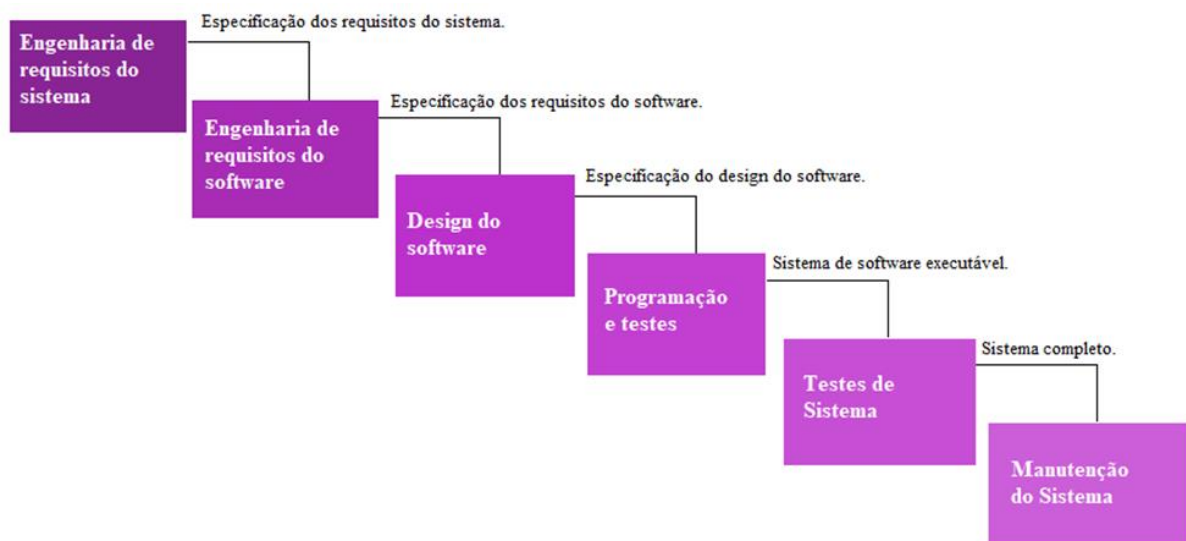 Especificação dos requisitos do sistema.
Engenharia de
requisitos do
sistema
Especificação dos requisitos do software.
Engenharia de
requisitos do
software
Especificação do design do software.
Design do
software
Sistema de software executável.
Programação
e testes
Sistema completo.
Testes de
Sistema
Manutenção
do Sistema